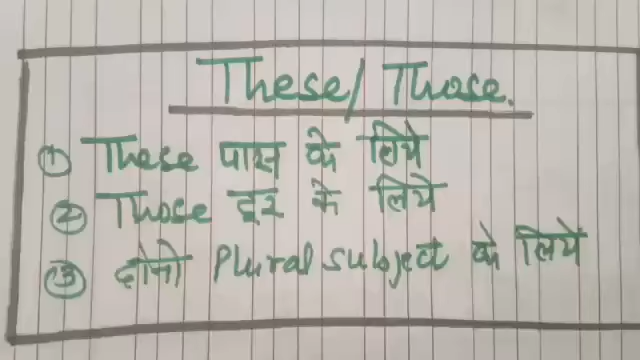 These/Those.
① These पास के लिये
② Those दूर के लिये
③ दोनो Plural subject के लिये